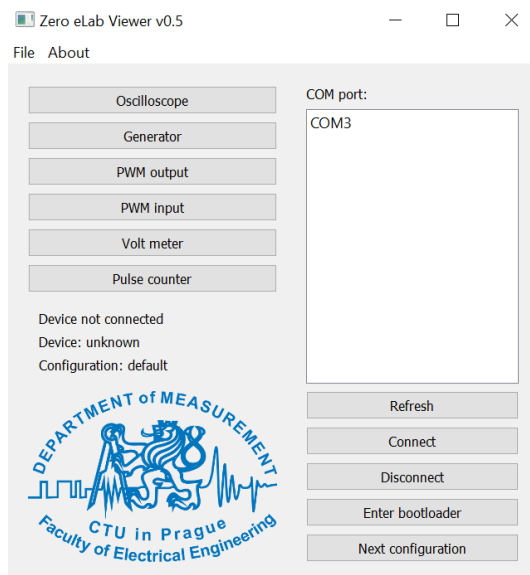 Zero eLab Viewer v0.5
File About
Oscilloscope
Generator
PWM output
PWM input
Volt meter
Pulse counter
Device not connected
Device: unknown
Configuration: default
DEPARTMENT of MEASUREMENT
CTU in Prague
Faculty of Electrical Engineering
COM port:
COM3
Refresh
Connect
Disconnect
Enter bootloader
Next configuration